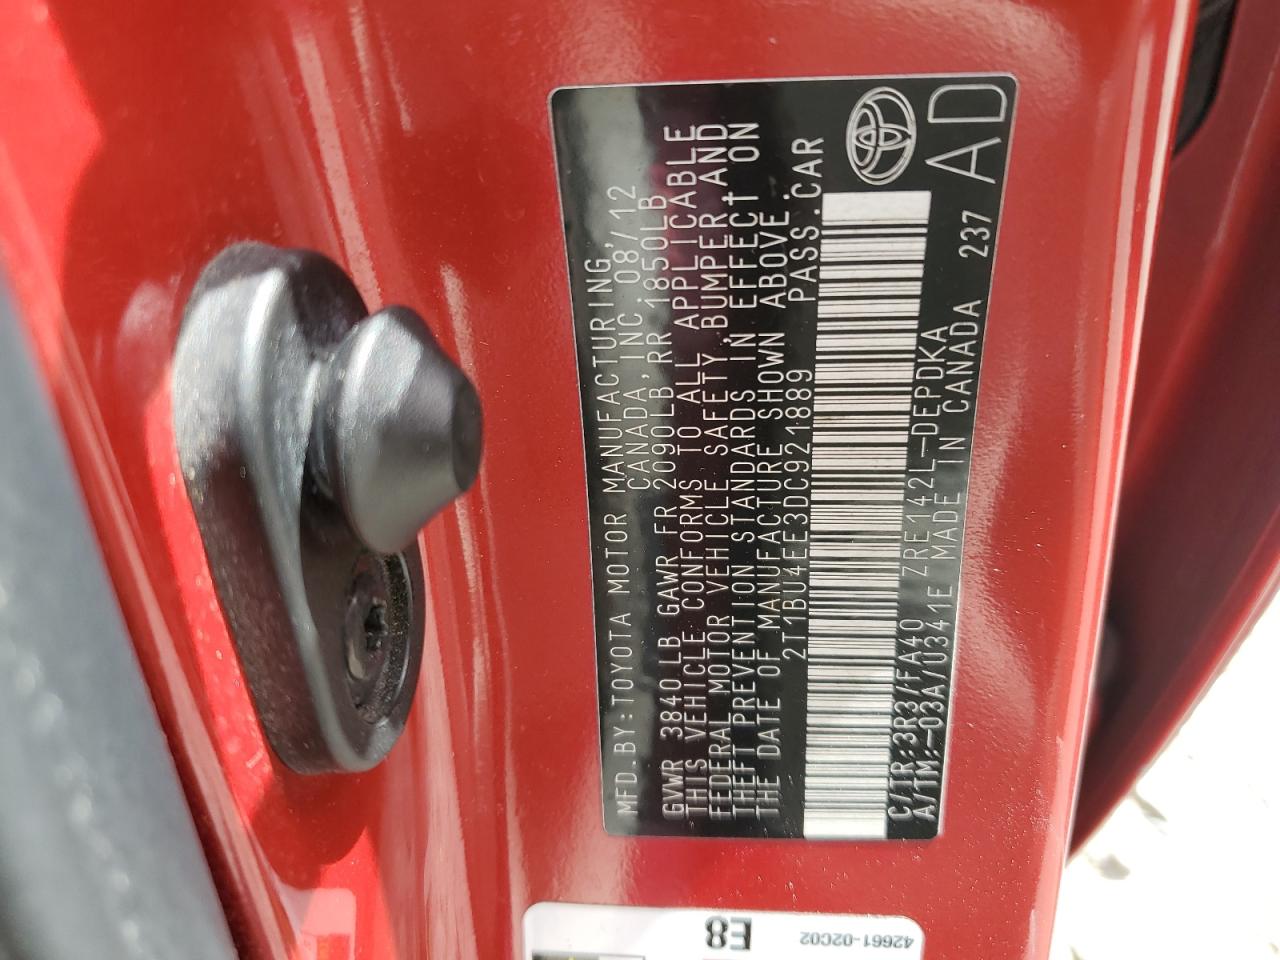 MFD.BY:TOYOTA MOTOR MANUFACTURING,
CANADA,INC. 08/12
GVWR 3840LB GAWR FR 2090LB,RR 1850LB
THIS VEHICLE CONFORMS TO ALL APPLICABLE
FEDERAL MOTOR VEHICLE SAFETY,BUMPER,AND
THEFT PREVENTION STANDARDS IN EFFECT ON
THE DATE OF MANUFACTURE SHOWN ABOVE.
2T1BU4EE3DC921889 PASS.CAR
C/TR:3R3/FA40 ZRE142L-DEPDKA
A/TM:-03A/U341E MADE IN CANADA 237
AD
E8
42661-02C02